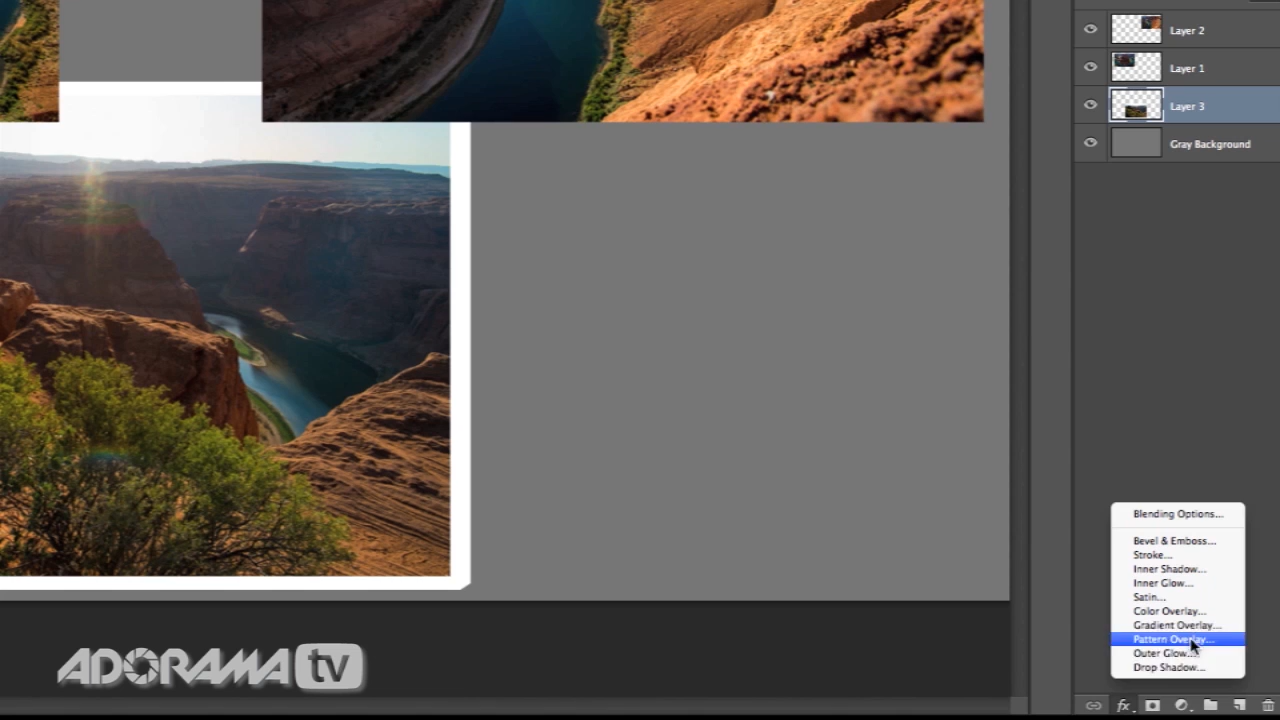 Layer 2
Layer 1
Layer 3
Gray Background
Blending Options...
Bevel & Emboss...
Stroke...
Inner Shadow...
Inner Glow...
Satin...
Color Overlay...
Gradient Overlay...
Pattern Overlay...
Outer Glow...
Drop Shadow...
fx
ADORAMA tv